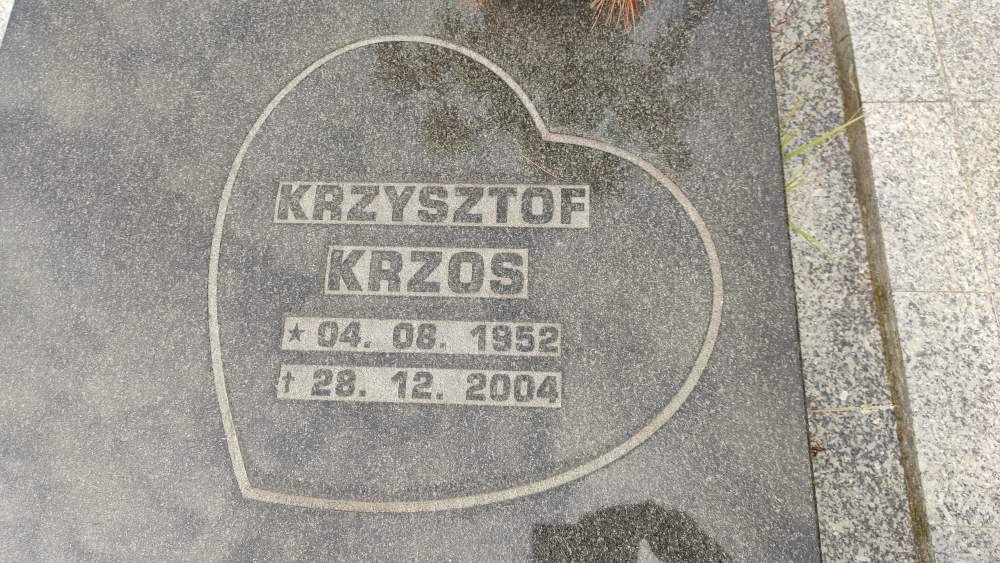 KRZYSZTOF
KRZOS
★ 04. 08. 1952
† 28. 12. 2004